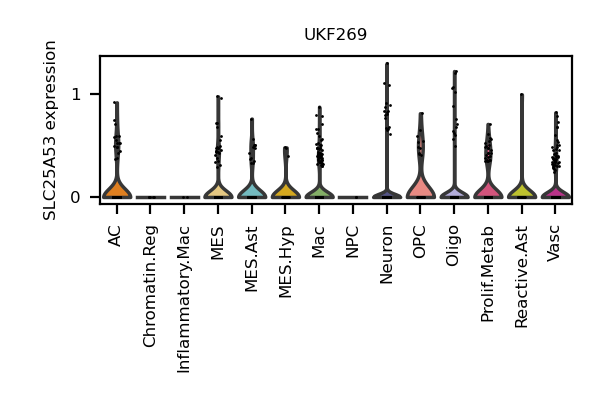 UKF269
SLC25A53 expression
1
0
AC
Chromatin.Reg
Inflammatory.Mac
MES
MES.Ast
MES.Hyp
Mac
NPC
Neuron
OPC
Oligo
Prolif.Metab
Reactive.Ast
Vasc